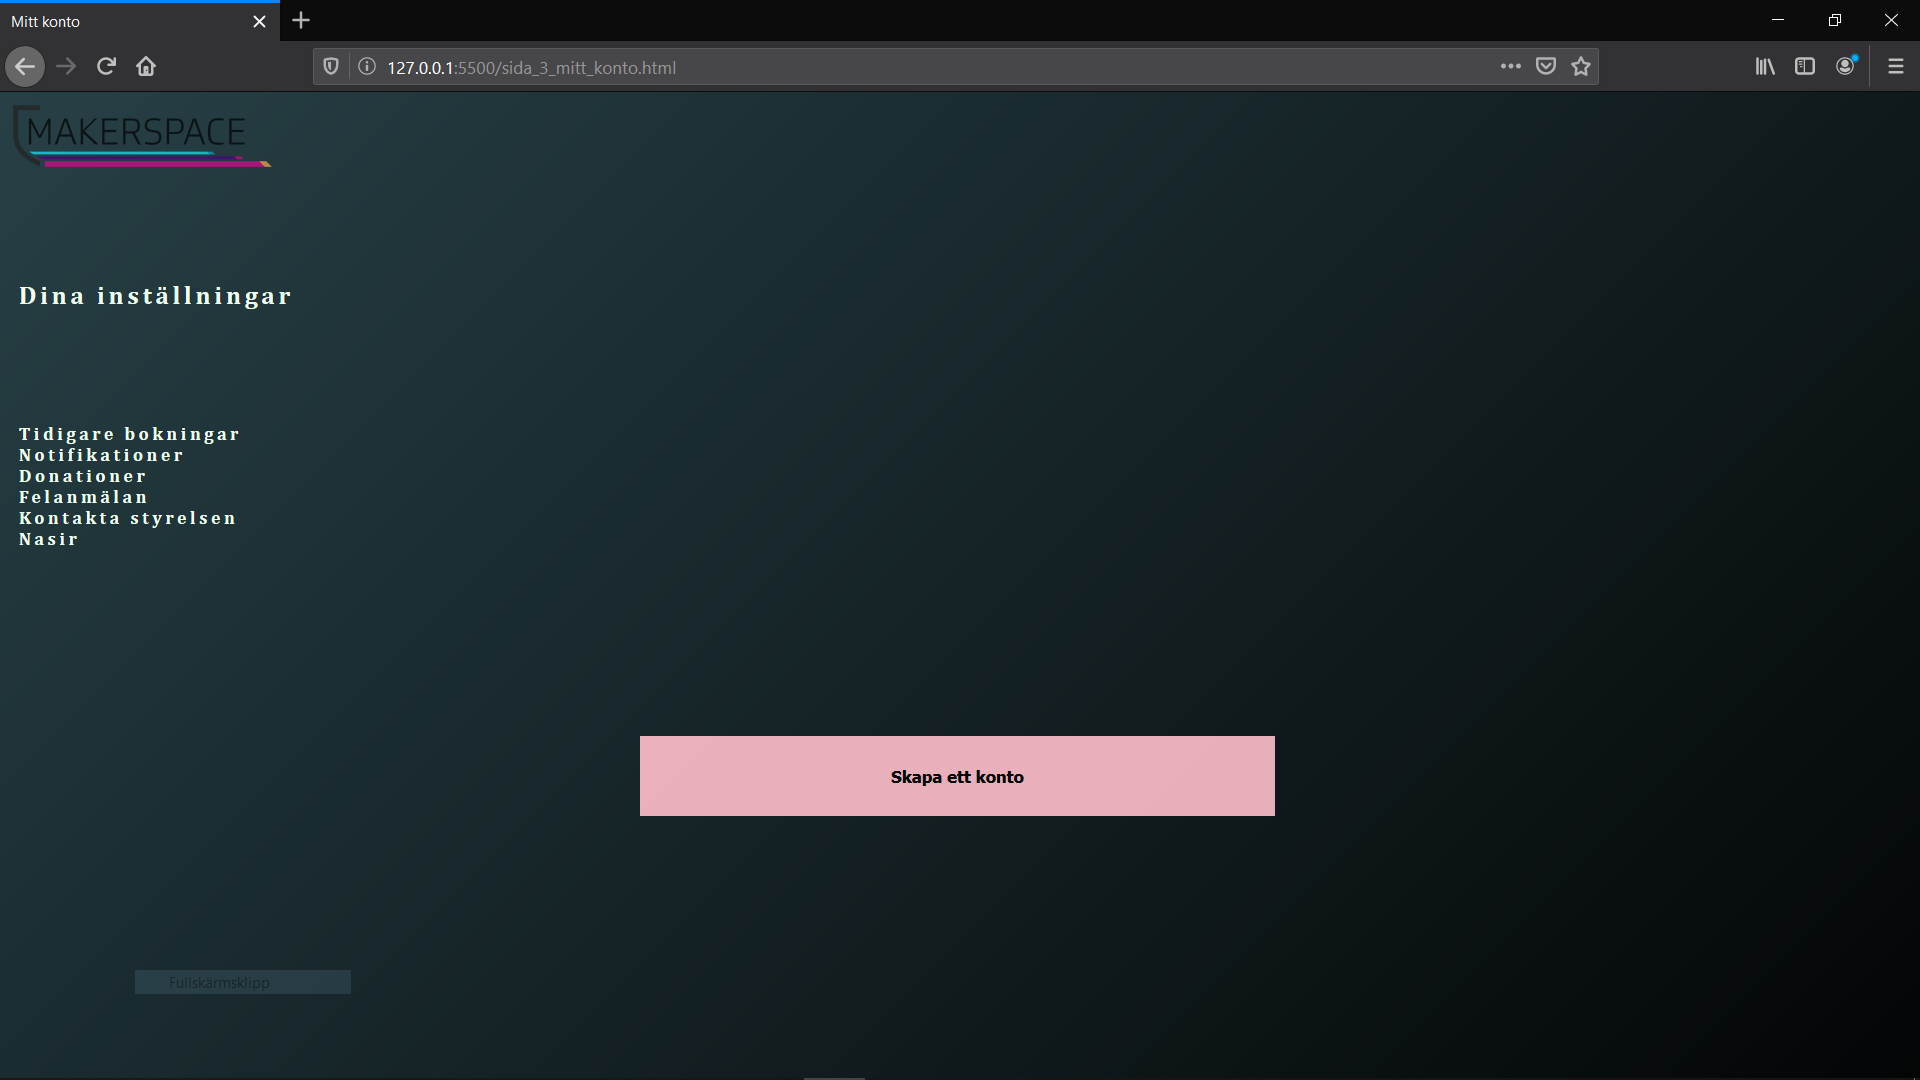 Mitt konto
127.0.0.1:5500/sida_3_mitt_konto.html
MAKERSPACE
Dina inställningar
Tidigare bokningar
Notifikationer
Donationer
Felanmälan
Kontakta styrelsen
Nasir
Skapa ett konto
Fullskärmsklipp